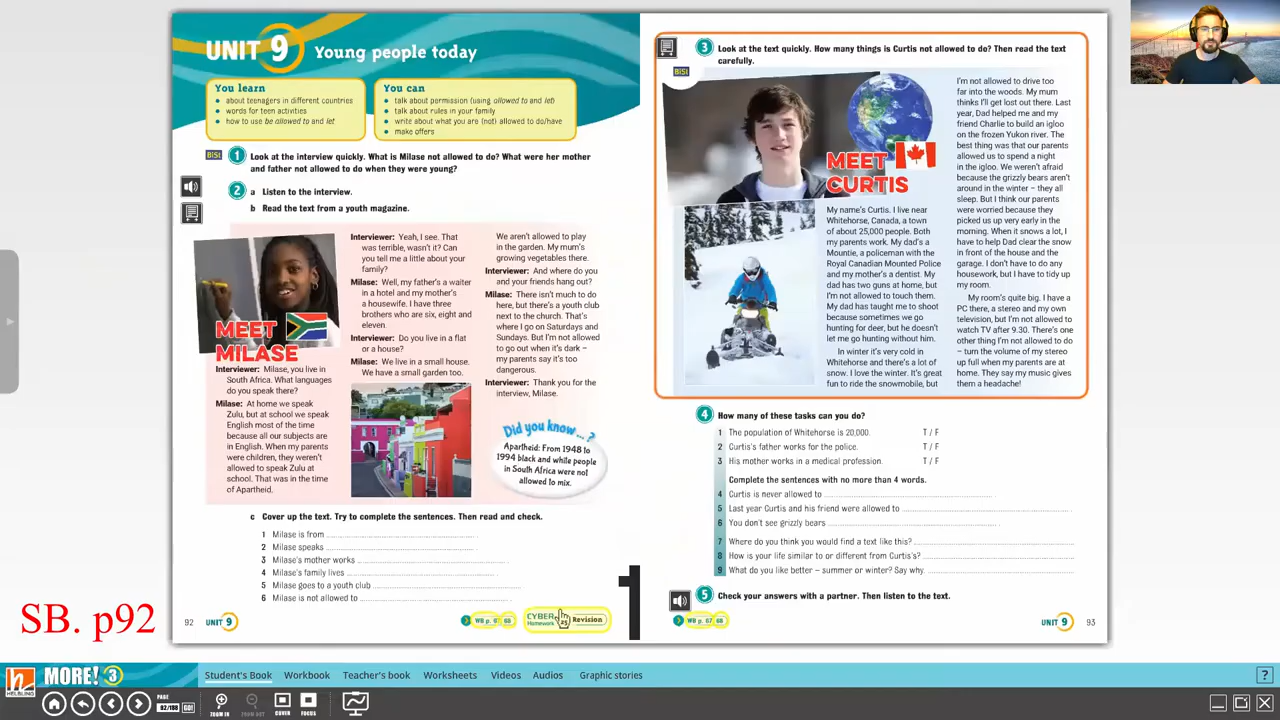 UNIT 9 Young people today
You learn
about teenagers in different countries
words for teen activities
how to use be allowed to and let
You can
talk about permission (using allowed to and let)
talk about rules in your family
write about what you are (not) allowed to do/have
make offers
BiSt
1 Look at the interview quickly. What is Milase not allowed to do? What were her mother
and father not allowed to do when they were young?
2 a Listen to the interview.
b Read the text from a youth magazine.
MEET
MILASE
Interviewer: Milase, you live in
South Africa. What languages
do you speak there?
Milase: At home we speak
Zulu, but at school we speak
English most of the time
because all our subjects are
in English. When my parents
were children, they weren't
allowed to speak Zulu at
school. That was in the time
of Apartheid.
Interviewer: Yeah, I see. That
was terrible, wasn't it? Can
you tell me a little about your
family?
Milase: Well, my father's a waiter
in a hotel and my mother's
a housewife. I have three
brothers who are six, eight and
eleven.
Interviewer: Do you live in a flat
or a house?
Milase: We live in a small house.
We have a small garden too.
We aren't allowed to play
in the garden. My mum's
growing vegetables there.
Interviewer: And where do you
and your friends hang out?
Milase: There isn't much to do
here, but there's a youth club
next to the church. That's
where I go on Saturdays and
Sundays. But I'm not allowed
to go out when it's dark –
my parents say it's too
dangerous.
Interviewer: Thank you for the
interview, Milase.
Did you know...?
Apartheid: From 1948 to
1994 black and white people
in South Africa were not
allowed to mix.
c Cover up the text. Try to complete the sentences. Then read and check.
1 Milase is from
2 Milase speaks
3 Milase's mother works
4 Milase's family lives
5 Milase goes to a youth club
6 Milase is not allowed to
SB. p92
92 UNIT 9
WB p. 67 68
CYBER Homework 25 Revision
3 Look at the text quickly. How many things is Curtis not allowed to do? Then read the text
carefully.
BiSt
MEET
CURTIS
My name's Curtis. I live near
Whitehorse, Canada, a town
of about 25,000 people. Both
my parents work. My dad's a
Mountie, a policeman with the
Royal Canadian Mounted Police
and my mother's a dentist. My
dad has two guns at home, but
I'm not allowed to touch them.
My dad has taught me to shoot
because sometimes we go
hunting for deer, but he doesn't
let me go hunting without him.
In winter it's very cold in
Whitehorse and there's a lot of
snow. I love the winter. It's great
fun to ride the snowmobile, but
I'm not allowed to drive too
far into the woods. My mum
thinks I'll get lost out there. Last
year, Dad helped me and my
friend Charlie to build an igloo
on the frozen Yukon river. The
best thing was that our parents
allowed us to spend a night
in the igloo. We weren't afraid
because the grizzly bears aren't
around in the winter – they all
sleep. But I think our parents
were worried because they
picked us up very early in the
morning. When it snows a lot, I
have to help Dad clear the snow
in front of the house and the
garage. I don't have to do any
housework, but I have to tidy up
my room.
My room's quite big. I have a
PC there, a stereo and my own
television, but I'm not allowed to
watch TV after 9.30. There's one
other thing I'm not allowed to do
– turn the volume of my stereo
up full when my parents are at
home. They say my music gives
them a headache!
4 How many of these tasks can you do?
1 The population of Whitehorse is 20,000. T / F
2 Curtis's father works for the police. T / F
3 His mother works in a medical profession. T / F
Complete the sentences with no more than 4 words.
4 Curtis is never allowed to
5 Last year Curtis and his friend were allowed to
6 You don't see grizzly bears
7 Where do you think you would find a text like this?
8 How is your life similar to or different from Curtis's?
9 What do you like better – summer or winter? Say why.
5 Check your answers with a partner. Then listen to the text.
WB p. 67 68
UNIT 9 93
HELBLING MORE! 3 Student's Book Workbook Teacher's book Worksheets Videos Audios Graphic stories ?
PAGE
92/188 GO!
ZOOM IN ZOOM OUT COVER FOCUS